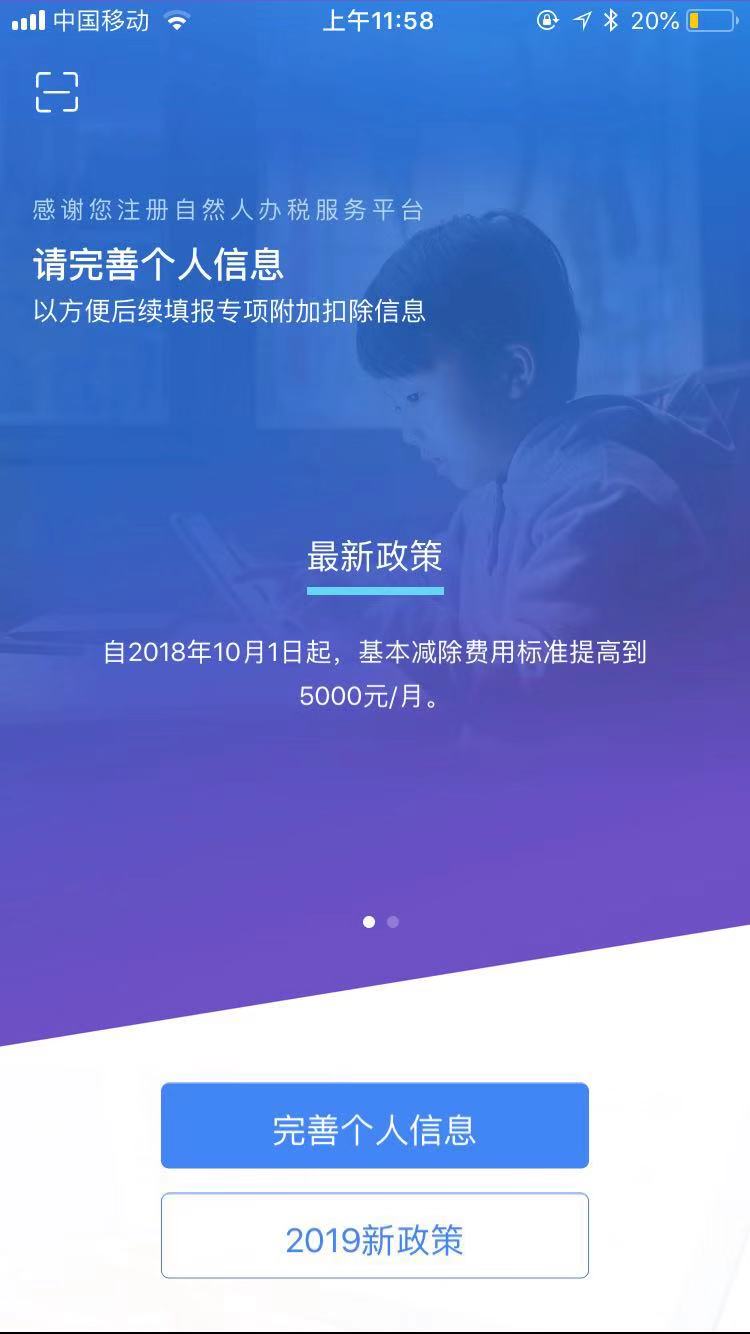 中国移动 上午11:58 20%
感谢您注册自然人办税服务平台
请完善个人信息
以方便后续填报专项附加扣除信息
最新政策
自2018年10月1日起，基本减除费用标准提高到
5000元/月。
完善个人信息
2019新政策